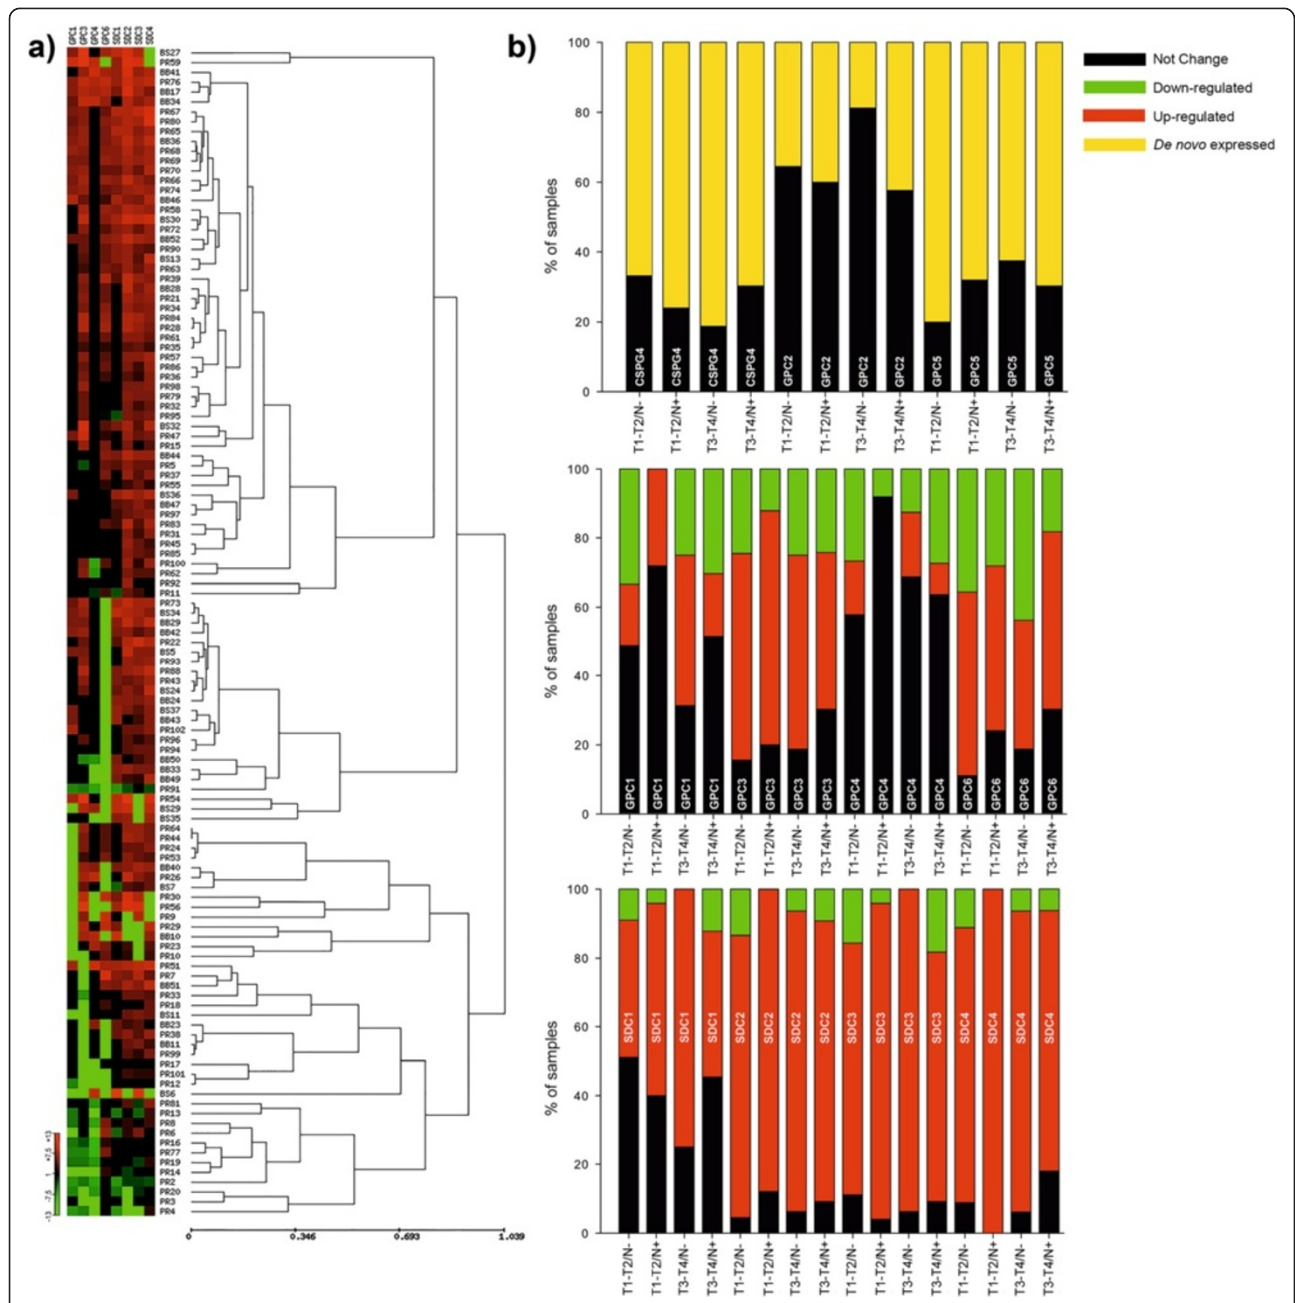 a)
GPC1 GPC3 GPC4 GPC6 SDC1 SDC2 SDC3 SDC4
BS27
PR59
BB41
PR76
BB17
BB34
PR67
PR80
PR65
BB36
PR68
PR69
PR70
PR66
PR74
BB46
PR58
BS30
PR72
BB52
PR90
BS13
PR63
PR39
BB28
PR21
PR34
PR84
PR28
PR61
PR35
PR57
PR86
PR36
PR98
PR79
PR32
PR95
BS32
PR47
PR15
BB44
PR5
PR37
PR55
BS36
BB47
PR97
PR83
PR31
PR45
PR85
PR100
PR62
PR92
PR11
PR73
BS34
BB29
BB42
PR22
BS5
PR93
PR88
PR43
BS24
BB24
BS37
BB43
PR102
PR96
PR94
BB50
BB33
BB49
PR91
PR54
BS29
BS35
PR64
PR44
PR24
PR53
BB40
PR26
BS7
PR30
PR56
PR9
PR29
BB10
PR23
PR10
PR51
PR7
BB51
PR33
PR18
BS11
BB23
PR38
BB11
PR99
PR17
PR101
PR12
BS6
PR81
PR13
PR8
PR6
PR16
PR77
PR19
PR14
PR2
PR20
PR3
PR4
-13 -7,5 1 +7,5 +13
0 0.346 0.693 1.039
b)
Not Change
Down-regulated
Up-regulated
De novo expressed
% of samples
100
80
60
40
20
0
CSPG4 CSPG4 CSPG4 CSPG4 GPC2 GPC2 GPC2 GPC2 GPC5 GPC5 GPC5 GPC5
T1-T2/N- T1-T2/N+ T3-T4/N- T3-T4/N+ T1-T2/N- T1-T2/N+ T3-T4/N- T3-T4/N+ T1-T2/N- T1-T2/N+ T3-T4/N- T3-T4/N+
% of samples
100
80
60
40
20
0
GPC1 GPC1 GPC1 GPC1 GPC3 GPC3 GPC3 GPC3 GPC4 GPC4 GPC4 GPC4 GPC6 GPC6 GPC6 GPC6
T1-T2/N- T1-T2/N+ T3-T4/N- T3-T4/N+ T1-T2/N- T1-T2/N+ T3-T4/N- T3-T4/N+ T1-T2/N- T1-T2/N+ T3-T4/N- T3-T4/N+ T1-T2/N- T1-T2/N+ T3-T4/N- T3-T4/N+
% of samples
100
80
60
40
20
0
SDC1 SDC1 SDC1 SDC1 SDC2 SDC2 SDC2 SDC2 SDC3 SDC3 SDC3 SDC3 SDC4 SDC4 SDC4 SDC4
T1-T2/N- T1-T2/N+ T3-T4/N- T3-T4/N+ T1-T2/N- T1-T2/N+ T3-T4/N- T3-T4/N+ T1-T2/N- T1-T2/N+ T3-T4/N- T3-T4/N+ T1-T2/N- T1-T2/N+ T3-T4/N- T3-T4/N+